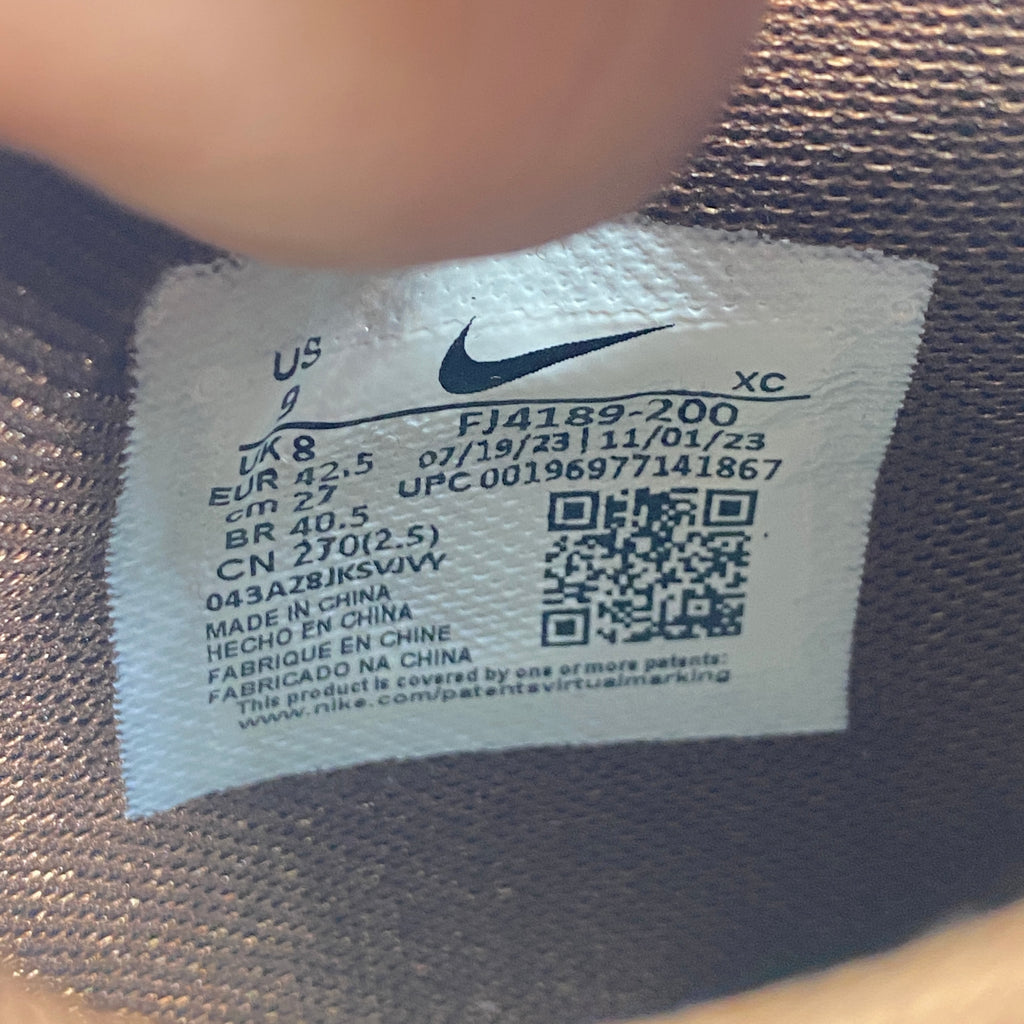 US
9
XC
UK 8
FJ4189-200
EUR 42.5
07/19/23 | 11/01/23
cm 27
UPC 00196977141867
BR 40.5
CN 270(2.5)
043AZ8JKSVJVY
MADE IN CHINA
HECHO EN CHINA
FABRIQUE EN CHINE
FABRICADO NA CHINA
This product is covered by one or more patents:
www.nike.com/patentsvirtualmarking